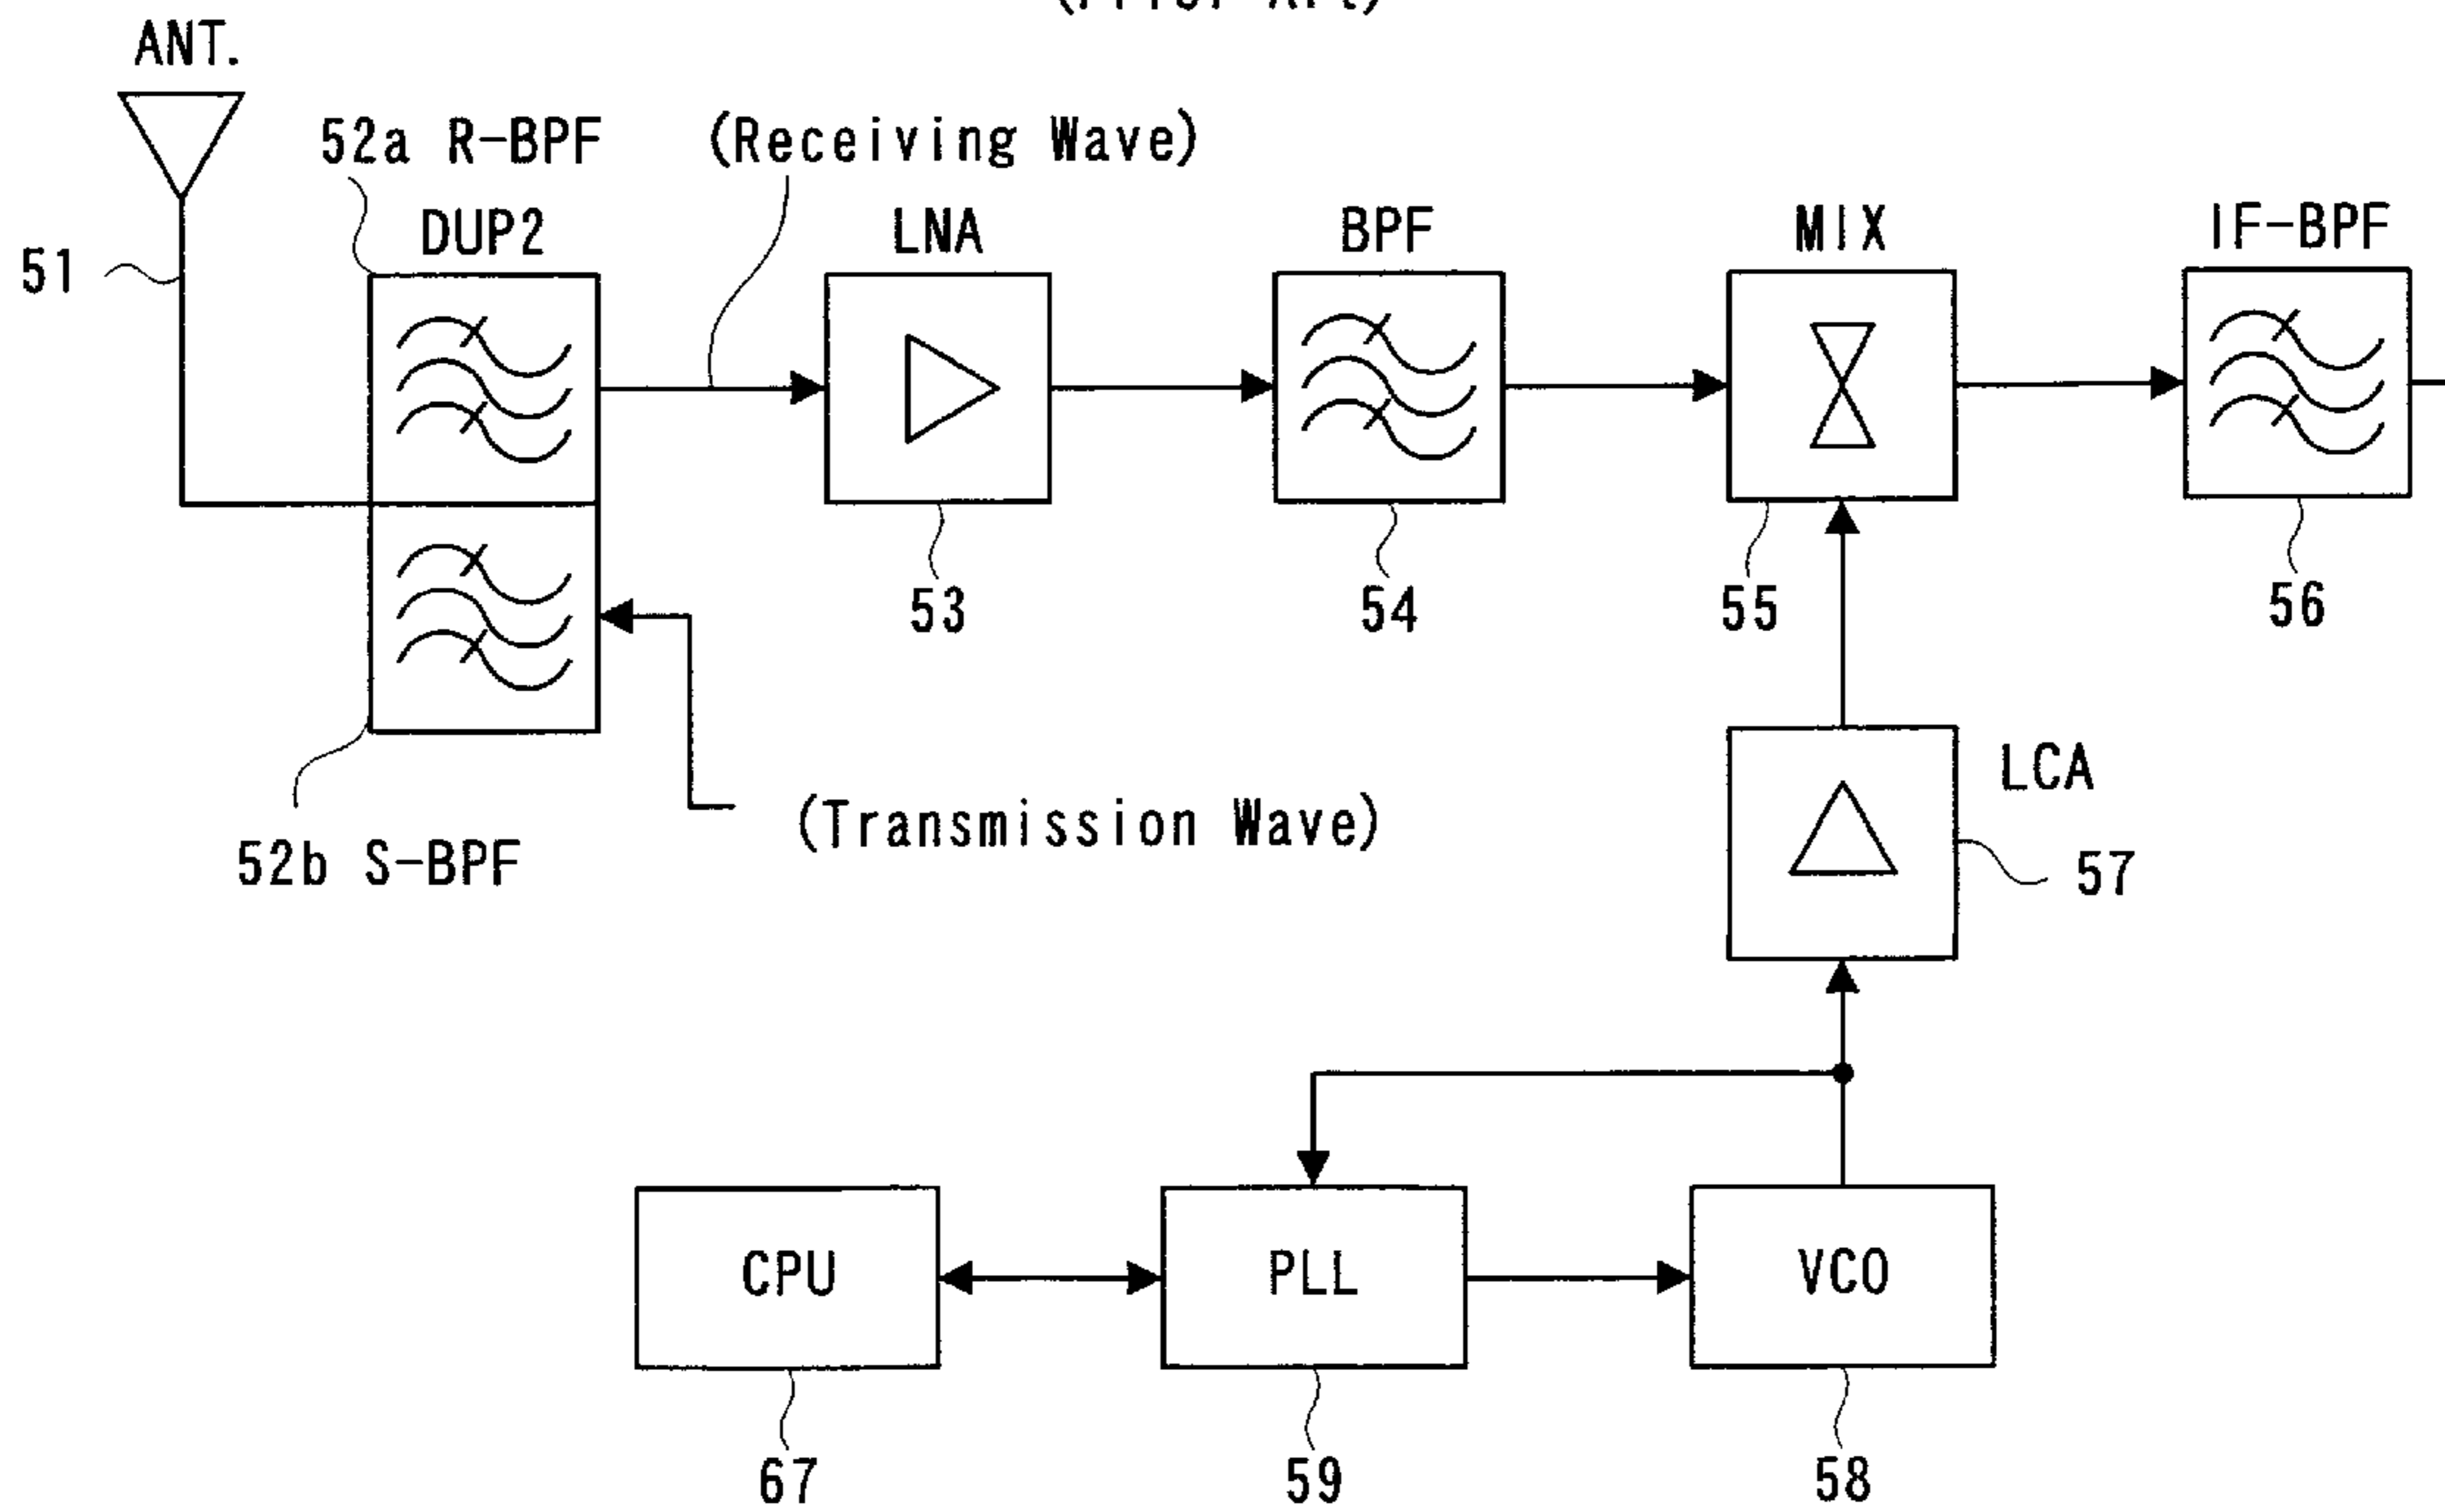 ANT.
52a R-BPF
(Receiving Wave)
DUP2
LNA
BPF
MIX
IF-BPF
51
53
54
55
56
LCA
(Transmission Wave)
52b S-BPF
57
CPU
PLL
VCO
67
59
58